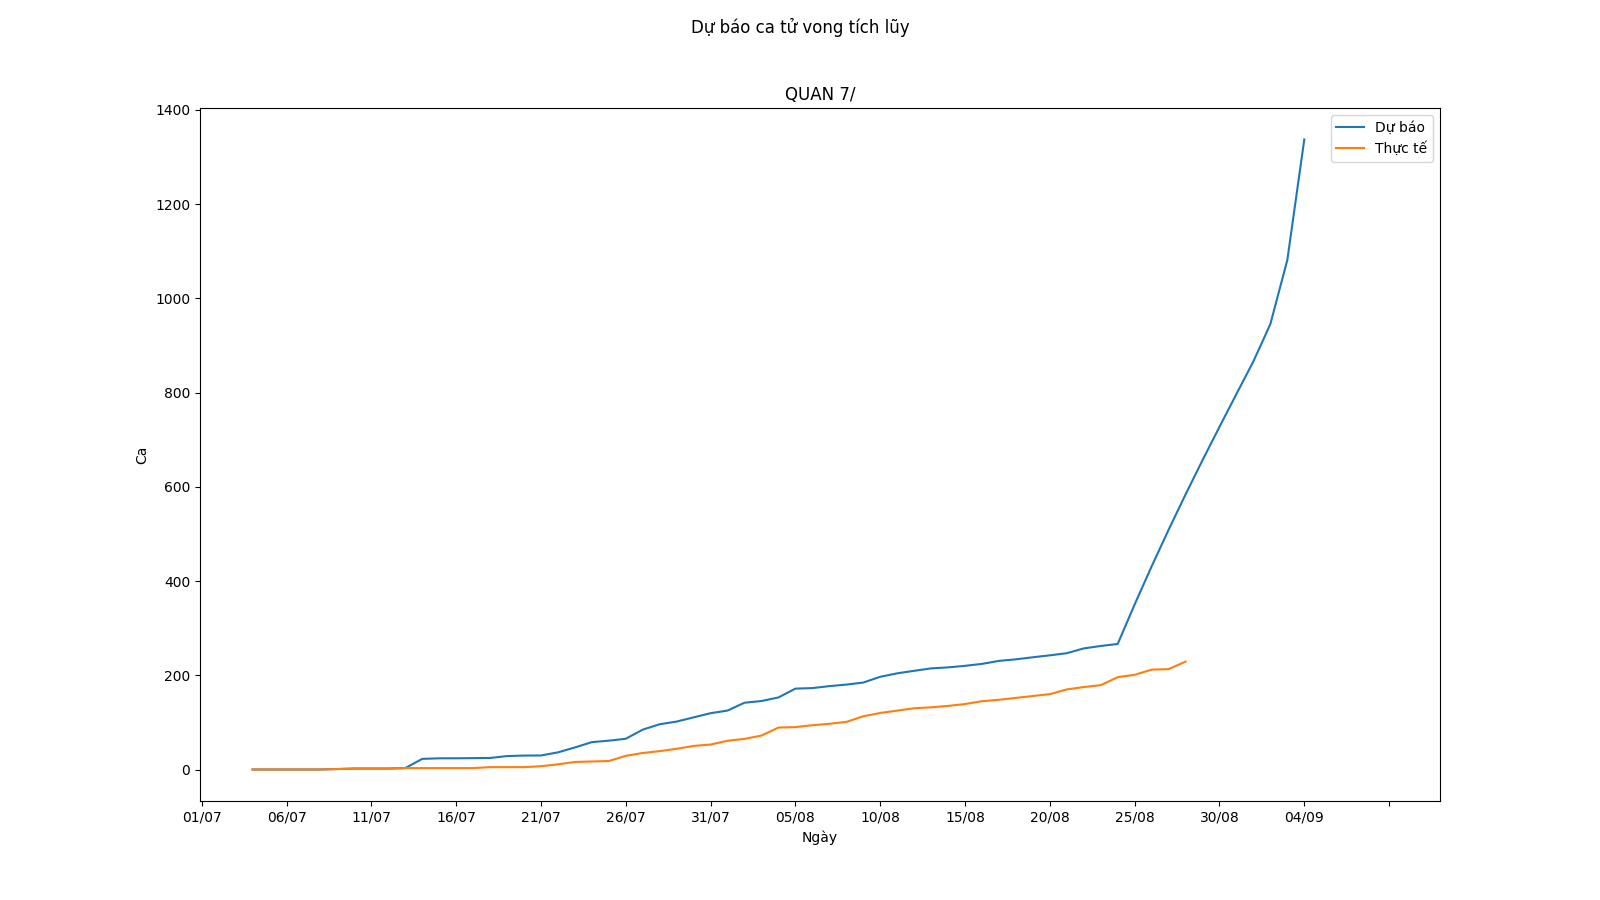 Dự báo ca tử vong tích lũy
QUAN 7/
Dự báo
Thực tế
1400
1200
1000
800
600
400
200
0
Ca
01/07 06/07 11/07 16/07 21/07 26/07 31/07 05/08 10/08 15/08 20/08 25/08 30/08 04/09
Ngày